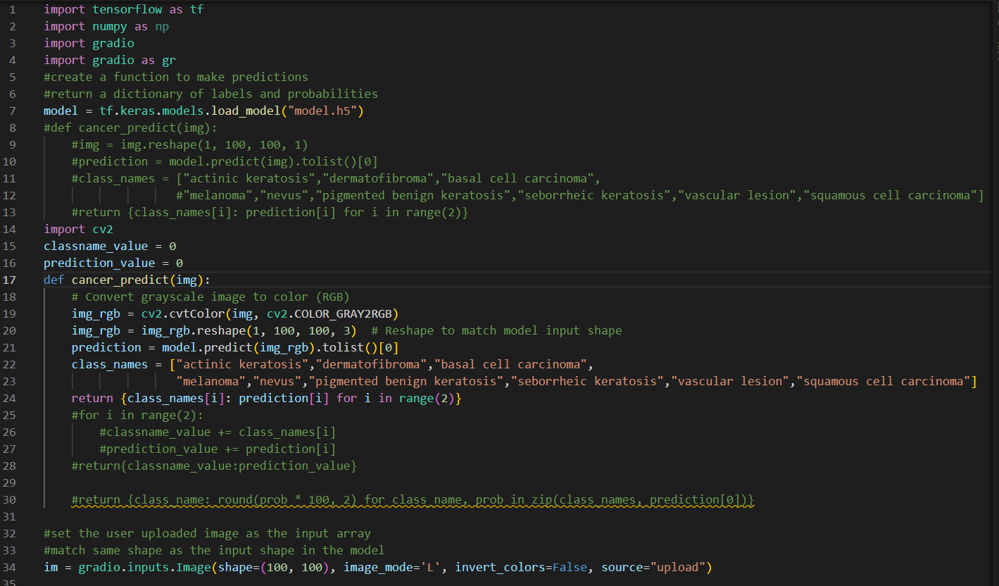 1 import tensorflow as tf
2 import numpy as np
3 import gradio
4 import gradio as gr
5 #create a function to make predictions
6 #return a dictionary of labels and probabilities
7 model = tf.keras.models.load_model("model.h5")
8 #def cancer_predict(img):
9 #img = img.reshape(1, 100, 100, 1)
10 #prediction = model.predict(img).tolist()[0]
11 #class_names = ["actinic keratosis","dermatofibroma","basal cell carcinoma",
12 #"melanoma","nevus","pigmented benign keratosis","seborrheic keratosis","vascular lesion","squamous cell carcinoma"]
13 #return {class_names[i]: prediction[i] for i in range(2)}
14 import cv2
15 classname_value = 0
16 prediction_value = 0
17 def cancer_predict(img):
18 # Convert grayscale image to color (RGB)
19 img_rgb = cv2.cvtColor(img, cv2.COLOR_GRAY2RGB)
20 img_rgb = img_rgb.reshape(1, 100, 100, 3)  # Reshape to match model input shape
21 prediction = model.predict(img_rgb).tolist()[0]
22 class_names = ["actinic keratosis","dermatofibroma","basal cell carcinoma",
23 "melanoma","nevus","pigmented benign keratosis","seborrheic keratosis","vascular lesion","squamous cell carcinoma"]
24 return {class_names[i]: prediction[i] for i in range(2)}
25 #for i in range(2):
26 #classname_value += class_names[i]
27 #prediction_value += prediction[i]
28 #return{classname_value:prediction_value}
29
30 #return {class_name: round(prob * 100, 2) for class_name, prob in zip(class_names, prediction[0])}
31
32 #set the user uploaded image as the input array
33 #match same shape as the input shape in the model
34 im = gradio.inputs.Image(shape=(100, 100), image_mode='L', invert_colors=False, source="upload")
35